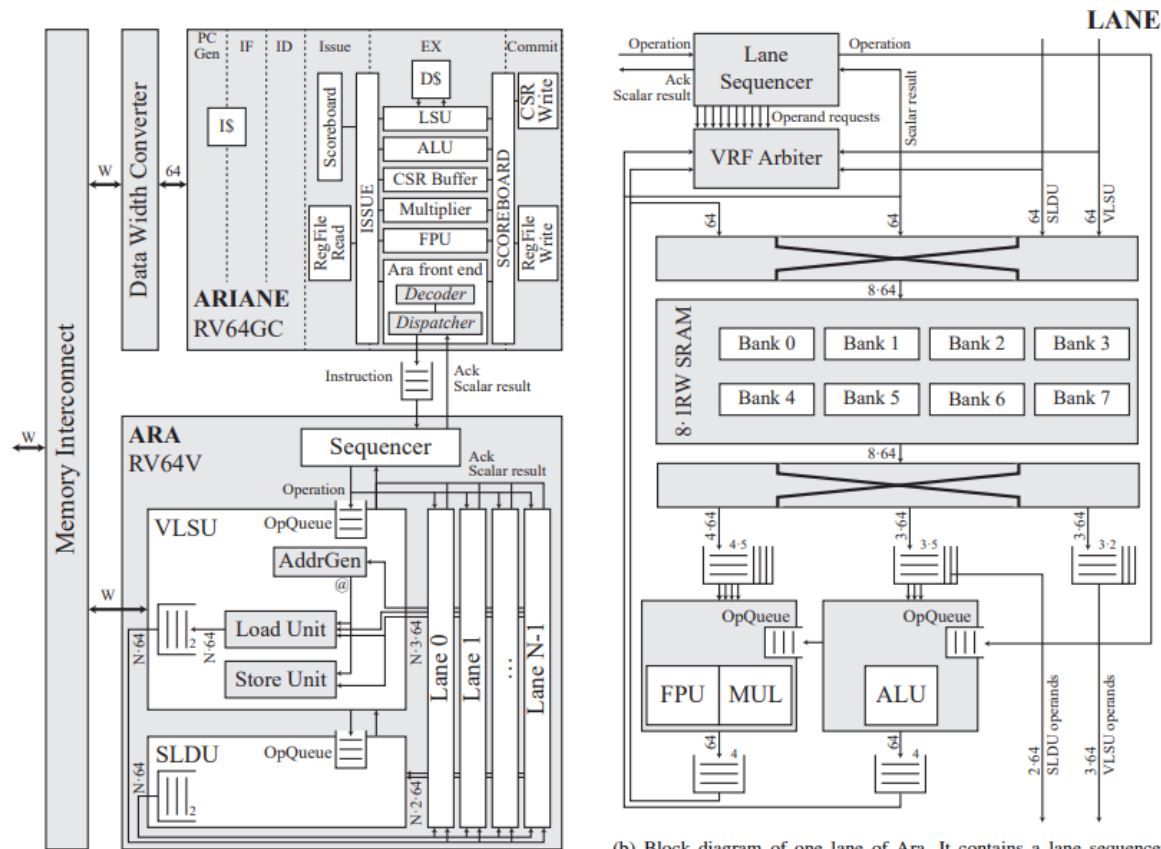 PC Gen
IF
ID
Issue
EX
Commit
I$
D$
Scoreboard
RegFile Read
ISSUE
LSU
ALU
CSR Buffer
Multiplier
FPU
Ara front end
Decoder
Dispatcher
SCOREBOARD
CSR Write
RegFile Write
ARIANE
RV64GC
Memory Interconnect
Data Width Converter
W
64
W
W
Instruction
Ack
Scalar result
ARA
RV64V
Sequencer
Ack
Scalar result
Operation
VLSU
OpQueue
AddrGen
@
Load Unit
Store Unit
2
N·64
N·64
N·3·64
Lane 0
Lane 1
...
Lane N-1
SLDU
OpQueue
N·64
2
N·2·64
LANE
Operation
Lane Sequencer
Operation
Ack
Scalar result
Operand requests
Scalar result
VRF Arbiter
64
64
64
SLDU
64
VLSU
8·64
8·1RW SRAM
Bank 0
Bank 1
Bank 2
Bank 3
Bank 4
Bank 5
Bank 6
Bank 7
8·64
4·64
3·64
3·64
4·5
3·5
3·2
OpQueue
OpQueue
FPU
MUL
ALU
64
64
4
4
2·64
SLDU operands
3·64
VLSU operands
(b) Block diagram of one lane of Ara. It contains a lane sequence